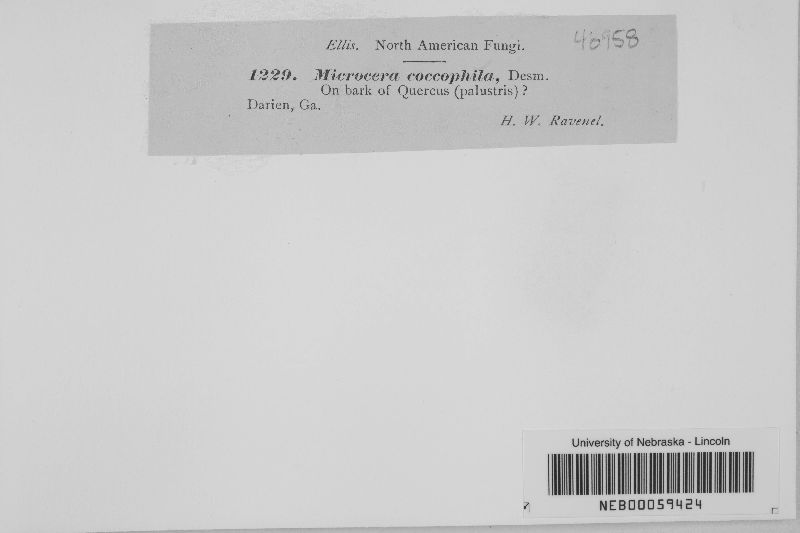 Ellis. North American Fungi.
46958
1229. Microcera coccophila, Desm.
On bark of Quercus (palustris)?
Darien, Ga.
H. W. Ravenel.
University of Nebraska - Lincoln
NEB00059424